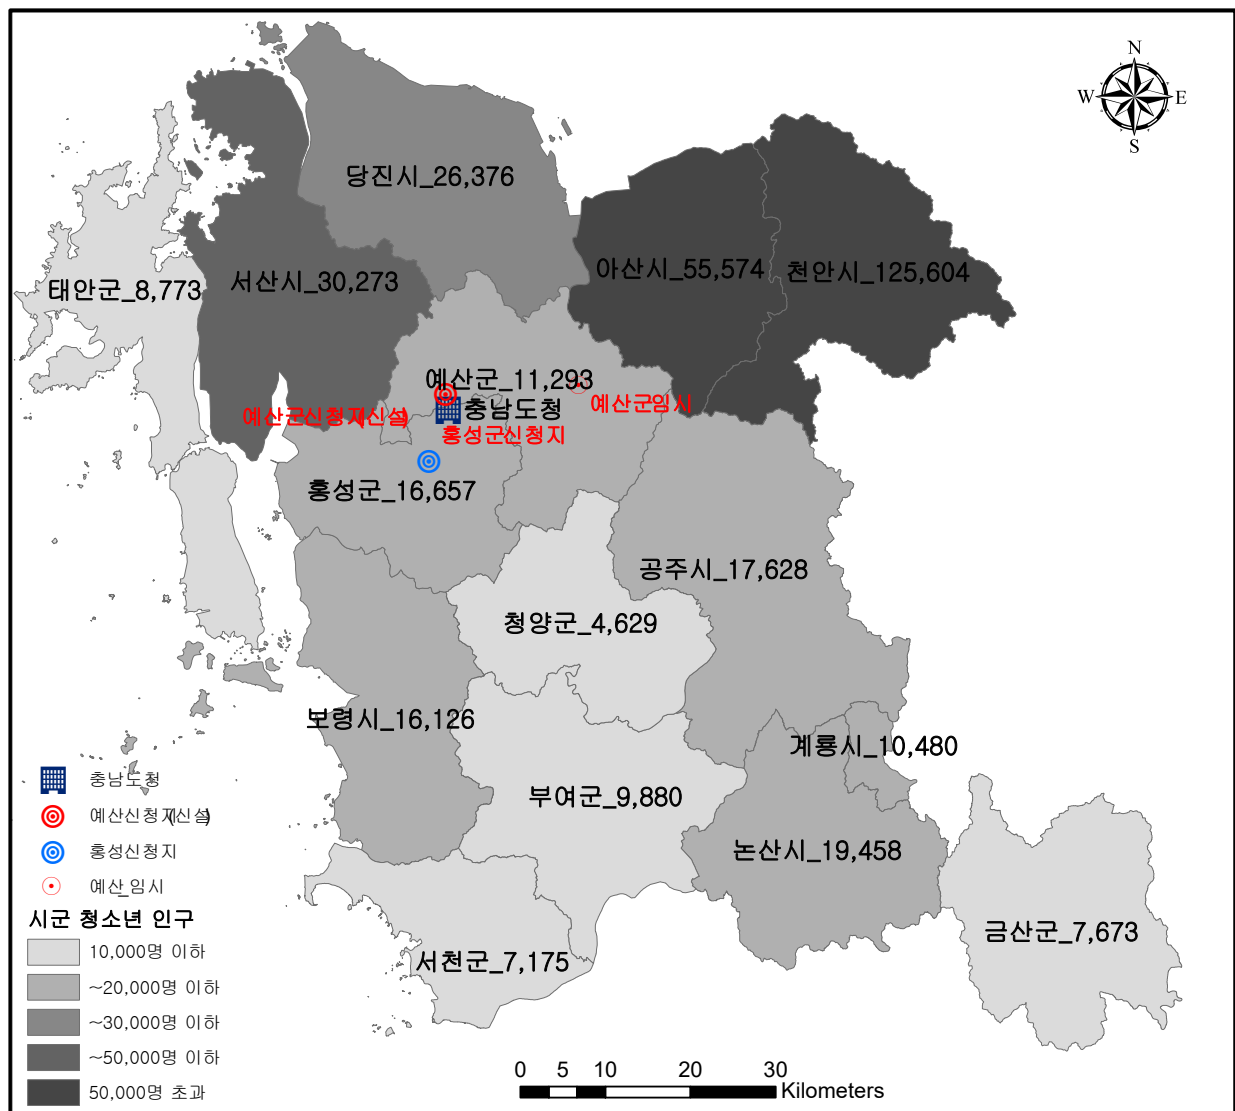 N
W E
S
당진시_26,376
아산시_55,574
천안시_125,604
서산시_30,273
태안군_8,773
예산군_11,293
예산군임시
충남도청
예산군신청지(신설)
홍성군신청지
홍성군_16,657
공주시_17,628
청양군_4,629
보령시_16,126
계룡시_10,480
부여군_9,880
논산시_19,458
금산군_7,673
서천군_7,175
충남도청
예산신청지(신설)
홍성신청지
예산_임시
시군 청소년 인구
10,000명 이하
~20,000명 이하
~30,000명 이하
~50,000명 이하
50,000명 초과
0 5 10 20 30
Kilometers